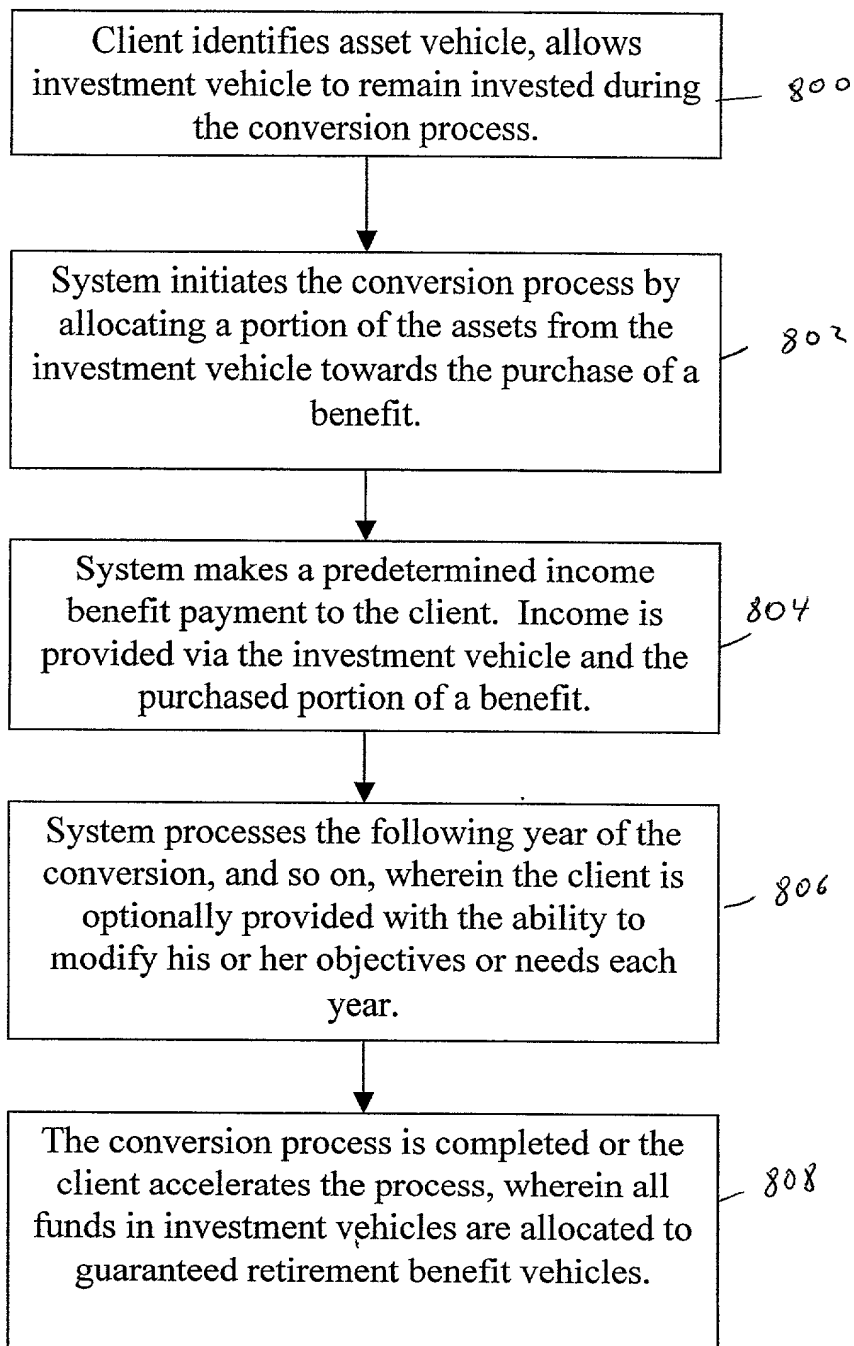 Client identifies asset vehicle, allows
investment vehicle to remain invested during
the conversion process.
800
System initiates the conversion process by
allocating a portion of the assets from the
investment vehicle towards the purchase of a
benefit.
802
System makes a predetermined income
benefit payment to the client. Income is
provided via the investment vehicle and the
purchased portion of a benefit.
804
System processes the following year of the
conversion, and so on, wherein the client is
optionally provided with the ability to
modify his or her objectives or needs each
year.
806
The conversion process is completed or the
client accelerates the process, wherein all
funds in investment vehicles are allocated to
guaranteed retirement benefit vehicles.
808